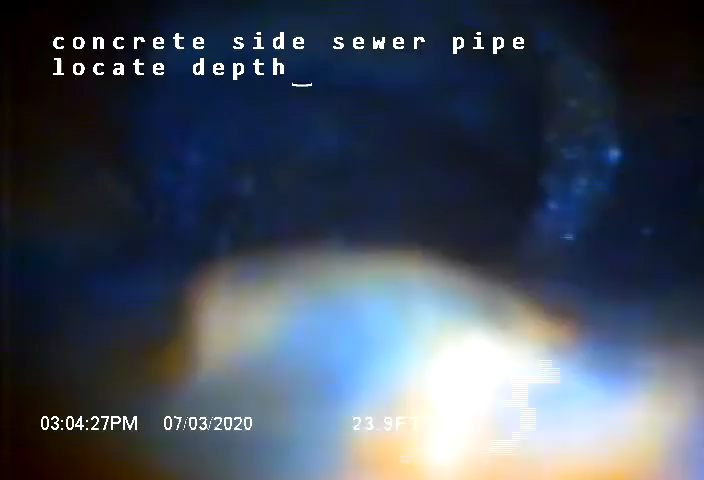 concrete side sewer pipe
locate depth_
03:04:27PM 07/03/2020 23.9FT